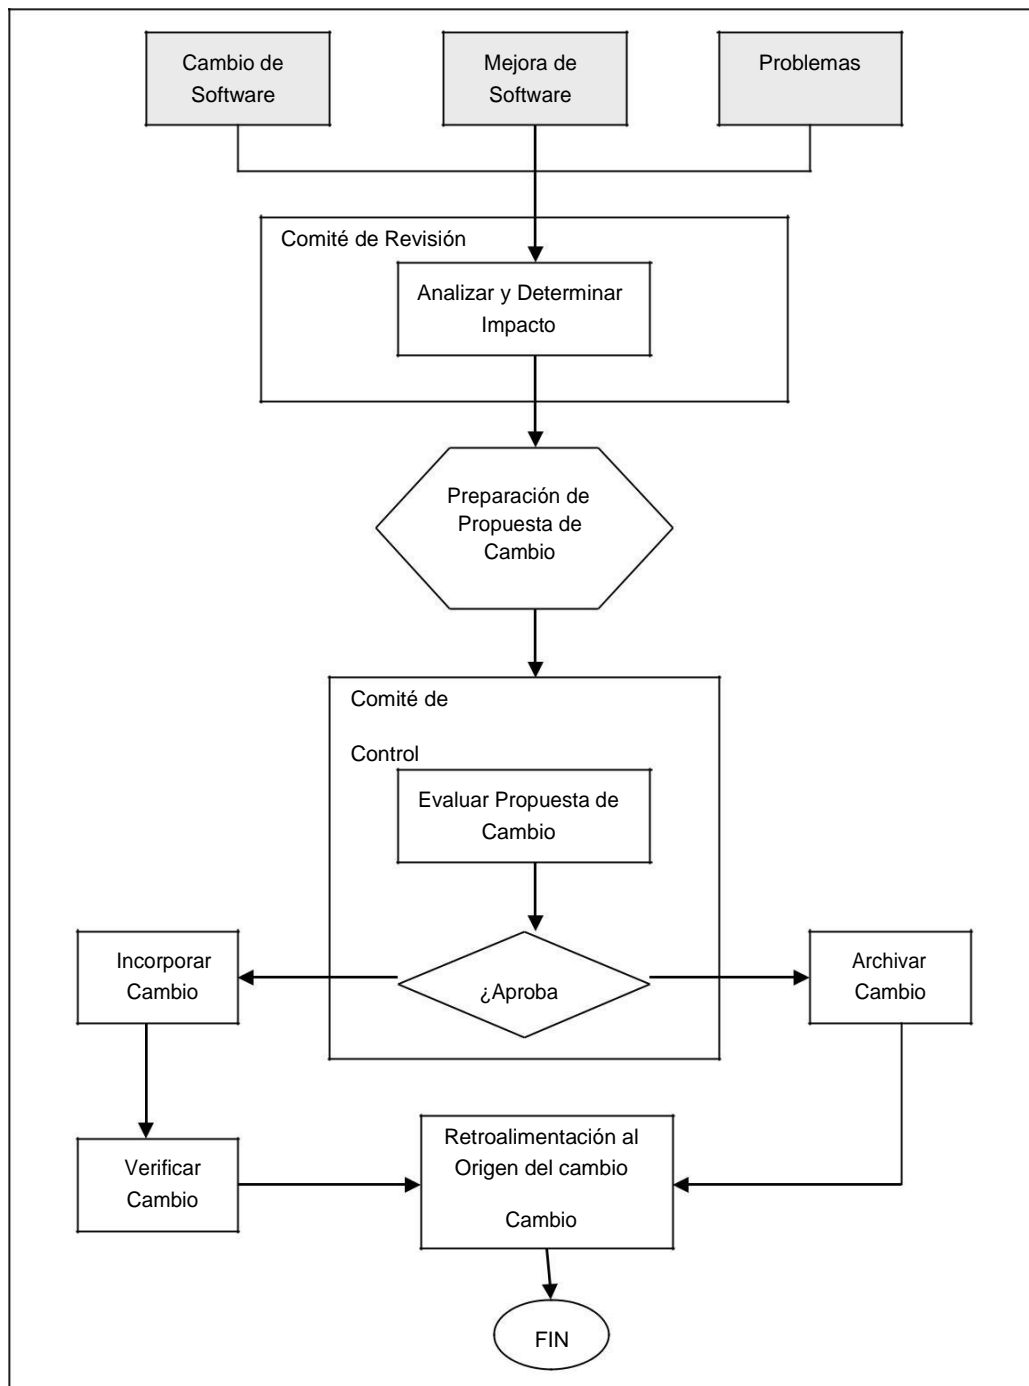 Cambio de
Software
Mejora de
Software
Problemas
Comité de Revisión
Analizar y Determinar
Impacto
Preparación de
Propuesta de
Cambio
Comité de
Control
Evaluar Propuesta de
Cambio
¿Aproba
Incorporar
Cambio
Archivar
Cambio
Verificar
Cambio
Retroalimentación al
Origen del cambio
Cambio
FIN